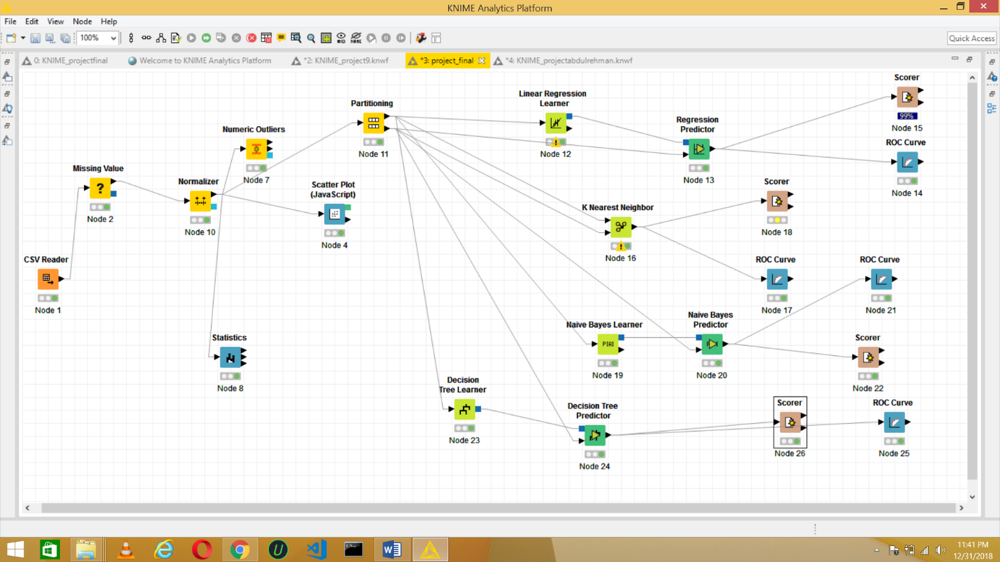 KNIME Analytics Platform
File Edit View Node Help
100%
#ID
NAME
Quick Access
0: KNIME_projectfinal
Welcome to KNIME Analytics Platform
*2: KNIME_project9.knwf
*3: project_final
*4: KNIME_projectabdulrehman.knwf
CSV Reader
Node 1
Missing Value
?
Node 2
Normalizer
Node 10
Numeric Outliers
Node 7
Scatter Plot
(JavaScript)
Node 4
Statistics
Node 8
Partitioning
Node 11
Linear Regression
Learner
Node 12
Regression
Predictor
Node 13
Scorer
99%
Node 15
ROC Curve
Node 14
K Nearest Neighbor
Node 16
Scorer
Node 18
ROC Curve
Node 17
ROC Curve
Node 21
Naive Bayes Learner
P[A]
Node 19
Naive Bayes
Predictor
Node 20
Scorer
Node 22
Decision
Tree Learner
Node 23
Decision Tree
Predictor
Node 24
Scorer
Node 26
ROC Curve
Node 25
11:41 PM
12/31/2018